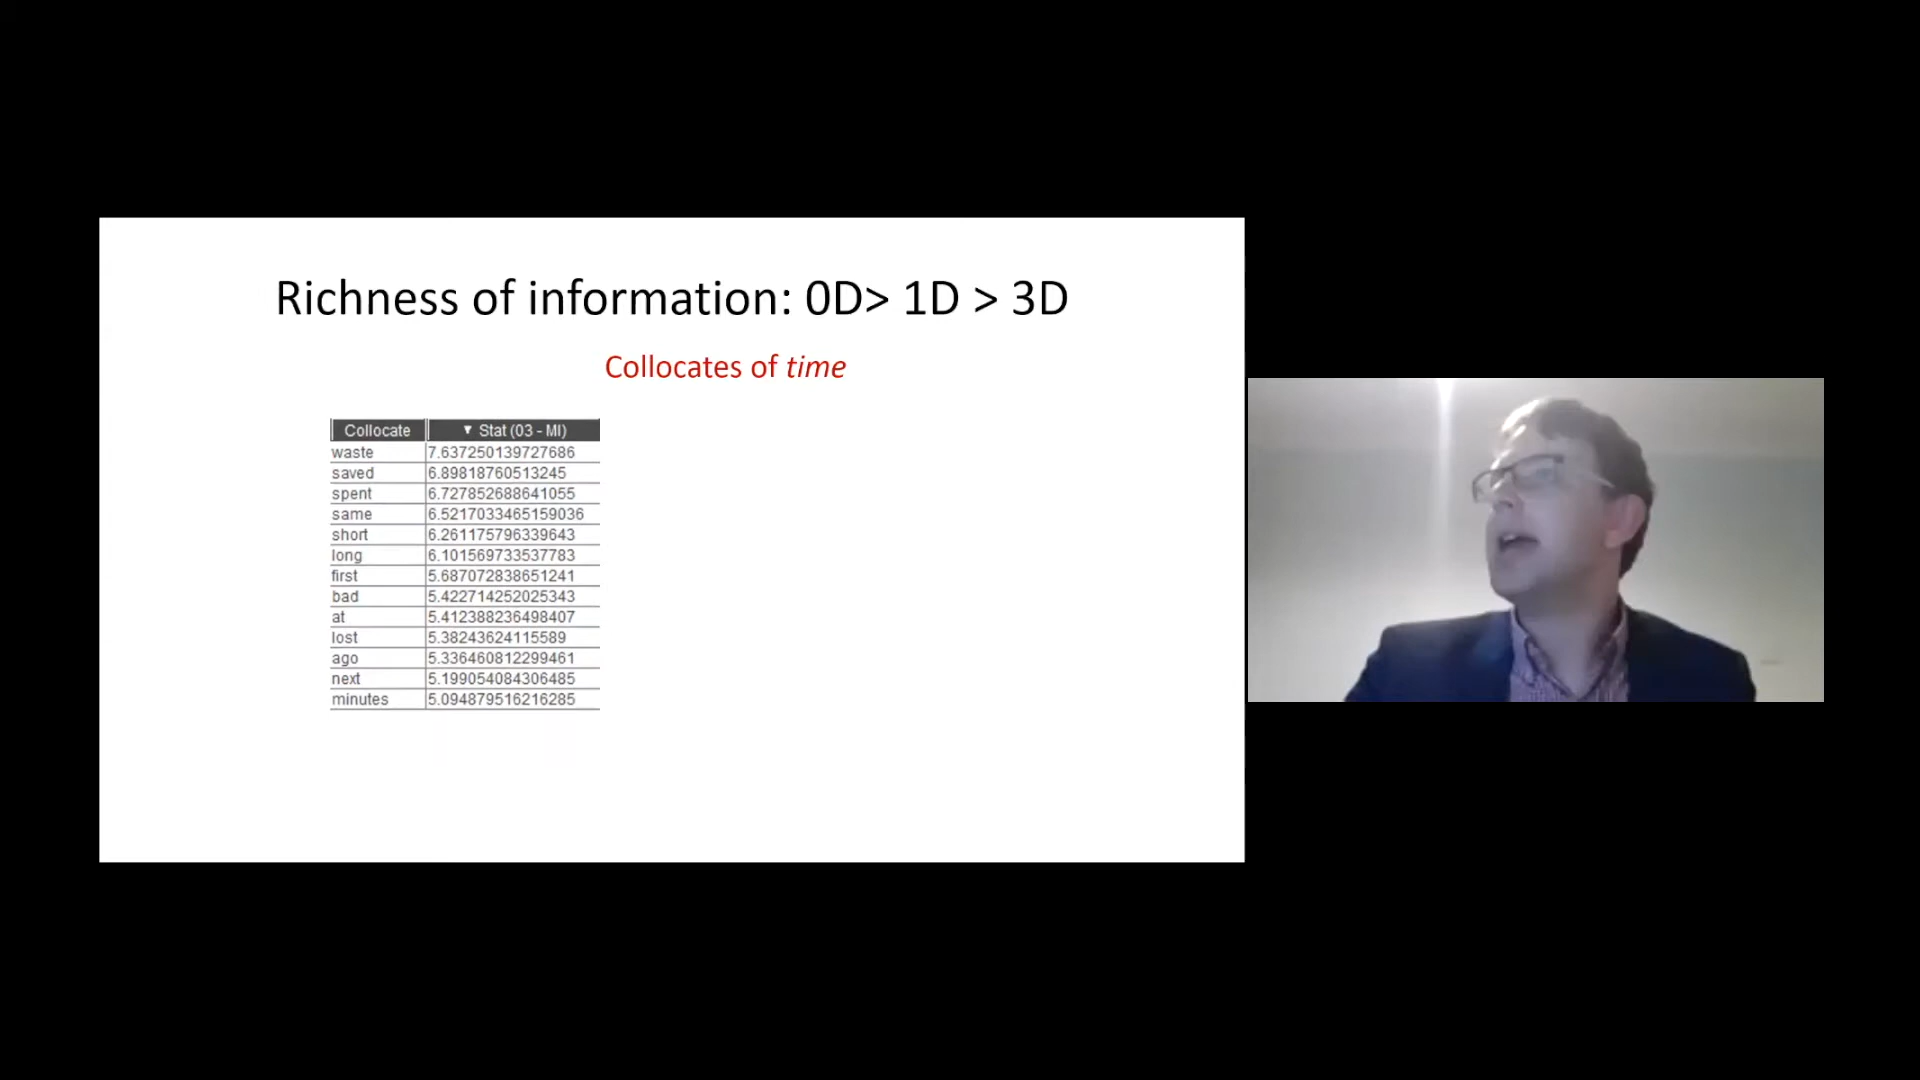 Richness of information: 0D> 1D > 3D
Collocates of time
Collocate ▼ Stat (03 - MI)
waste 7.637250139727686
saved 6.89818760513245
spent 6.727852688641055
same 6.5217033465159036
short 6.261175796339643
long 6.101569733537783
first 5.687072838651241
bad 5.422714252025343
at 5.412388236498407
lost 5.38243624115589
ago 5.336460812299461
next 5.199054084306485
minutes 5.094879516216285